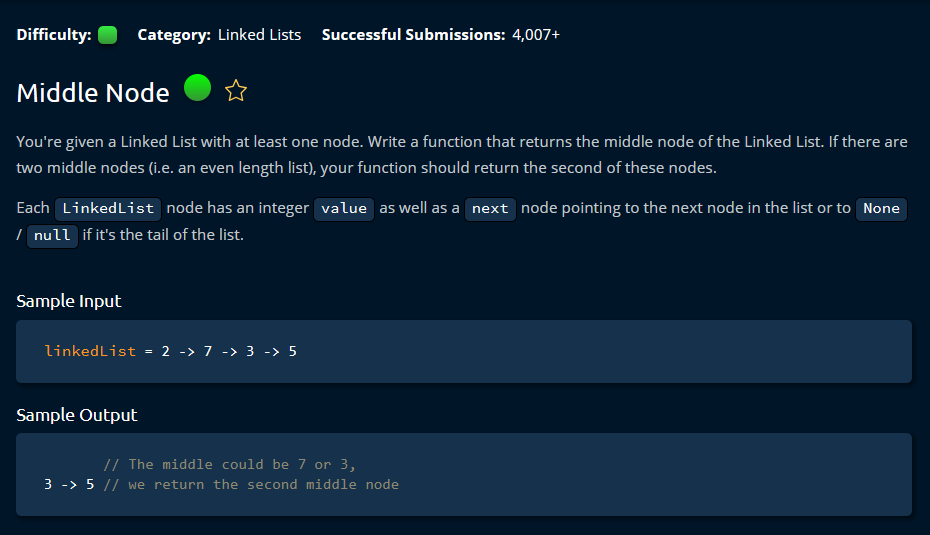 Difficulty: Category: Linked Lists Successful Submissions: 4,007+
Middle Node
You're given a Linked List with at least one node. Write a function that returns the middle node of the Linked List. If there are
two middle nodes (i.e. an even length list), your function should return the second of these nodes.
Each LinkedList node has an integer value as well as a next node pointing to the next node in the list or to None
/ null if it's the tail of the list.
Sample Input
linkedList = 2 -> 7 -> 3 -> 5
Sample Output
// The middle could be 7 or 3,
3 -> 5 // we return the second middle node